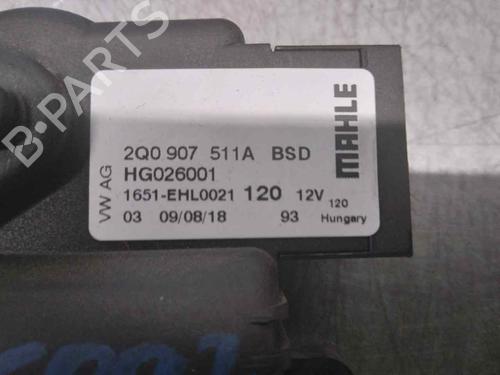 2Q0 907 511A BSD
HG026001
1651-EHL0021 120 12V 120
03 09/08/18 93 Hungary
VW AG
MAHLE
B-PARTS